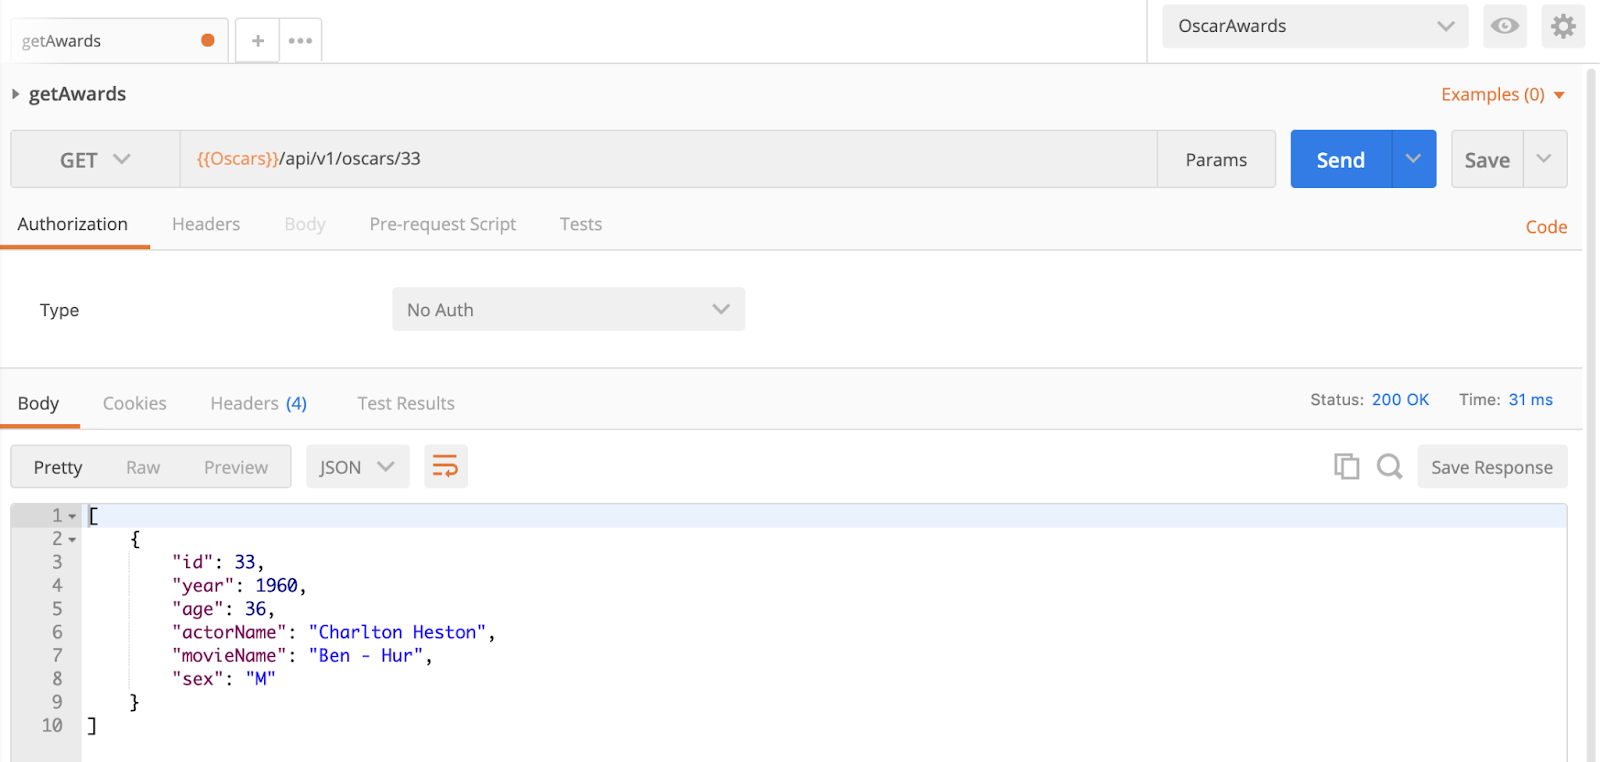 getAwards
+ •••
OscarAwards
getAwards
Examples (0)
GET {{Oscars}}/api/v1/oscars/33 Params Send Save
Authorization Headers Body Pre-request Script Tests Code
Type No Auth
Body Cookies Headers (4) Test Results Status: 200 OK Time: 31 ms
Pretty Raw Preview JSON Save Response
1 [
2 {
3 "id": 33,
4 "year": 1960,
5 "age": 36,
6 "actorName": "Charlton Heston",
7 "movieName": "Ben - Hur",
8 "sex": "M"
9 }
10 ]